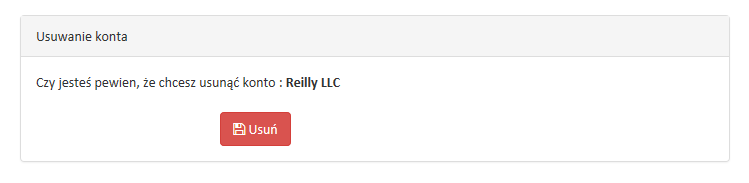 Usuwanie konta
Czy jesteś pewien, że chcesz usunąć konto : Reilly LLC
Usuń